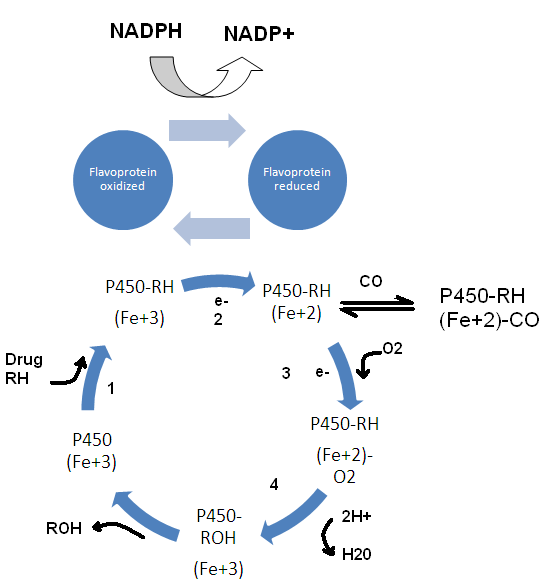 NADPH
NADP+
Flavoprotein
oxidized
Flavoprotein
reduced
P450-RH
(Fe+3)
e-
2
P450-RH
(Fe+2)
CO
P450-RH
(Fe+2)-CO
Drug
RH
1
3
e-
O2
P450-RH
(Fe+2)-
O2
P450
(Fe+3)
4
2H+
H20
P450-
ROH
(Fe+3)
ROH